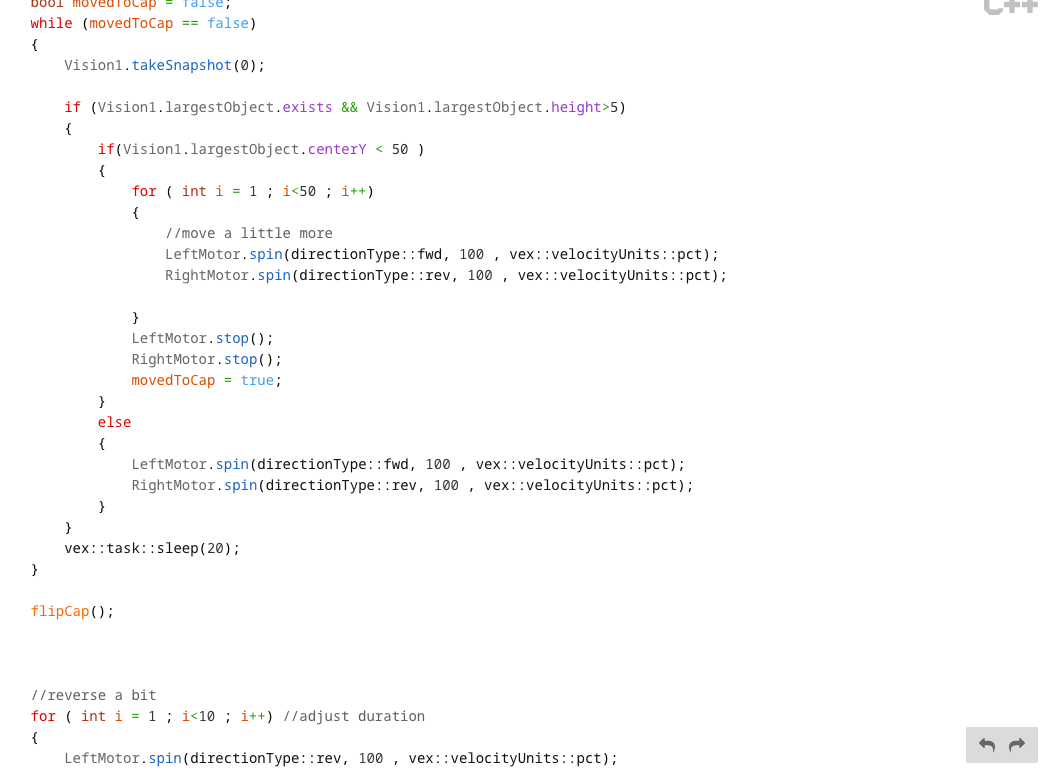 bool movedToCap = false;
C++
while (movedToCap == false)
{
    Vision1.takeSnapshot(0);

    if (Vision1.largestObject.exists && Vision1.largestObject.height>5)
    {
        if(Vision1.largestObject.centerY < 50 )
        {
            for ( int i = 1 ; i<50 ; i++)
            {
                //move a little more
                LeftMotor.spin(directionType::fwd, 100 , vex::velocityUnits::pct);
                RightMotor.spin(directionType::rev, 100 , vex::velocityUnits::pct);

            }
            LeftMotor.stop();
            RightMotor.stop();
            movedToCap = true;
        }
        else
        {
            LeftMotor.spin(directionType::fwd, 100 , vex::velocityUnits::pct);
            RightMotor.spin(directionType::rev, 100 , vex::velocityUnits::pct);
        }
    }
    vex::task::sleep(20);
}

flipCap();

//reverse a bit
for ( int i = 1 ; i<10 ; i++) //adjust duration
{
    LeftMotor.spin(directionType::rev, 100 , vex::velocityUnits::pct);